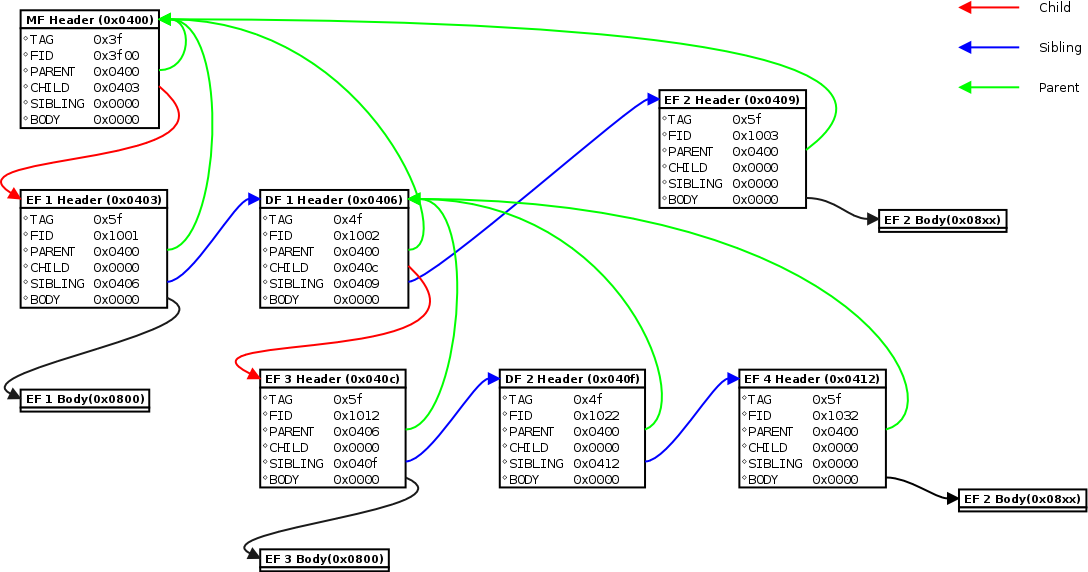 MF Header (0x0400)
TAG 0x3f
FID 0x3f00
PARENT 0x0400
CHILD 0x0403
SIBLING 0x0000
BODY 0x0000
Child
Sibling
Parent
EF 2 Header (0x0409)
TAG 0x5f
FID 0x1003
PARENT 0x0400
CHILD 0x0000
SIBLING 0x0000
BODY 0x0000
EF 1 Header (0x0403)
TAG 0x5f
FID 0x1001
PARENT 0x0400
CHILD 0x0000
SIBLING 0x0406
BODY 0x0000
DF 1 Header (0x0406)
TAG 0x4f
FID 0x1002
PARENT 0x0400
CHILD 0x040c
SIBLING 0x0409
BODY 0x0000
EF 2 Body(0x08xx)
EF 1 Body(0x0800)
EF 3 Header (0x040c)
TAG 0x5f
FID 0x1012
PARENT 0x0406
CHILD 0x0000
SIBLING 0x040f
BODY 0x0000
DF 2 Header (0x040f)
TAG 0x4f
FID 0x1022
PARENT 0x0400
CHILD 0x0000
SIBLING 0x0412
BODY 0x0000
EF 4 Header (0x0412)
TAG 0x5f
FID 0x1032
PARENT 0x0400
CHILD 0x0000
SIBLING 0x0000
BODY 0x0000
EF 2 Body(0x08xx)
EF 3 Body(0x0800)